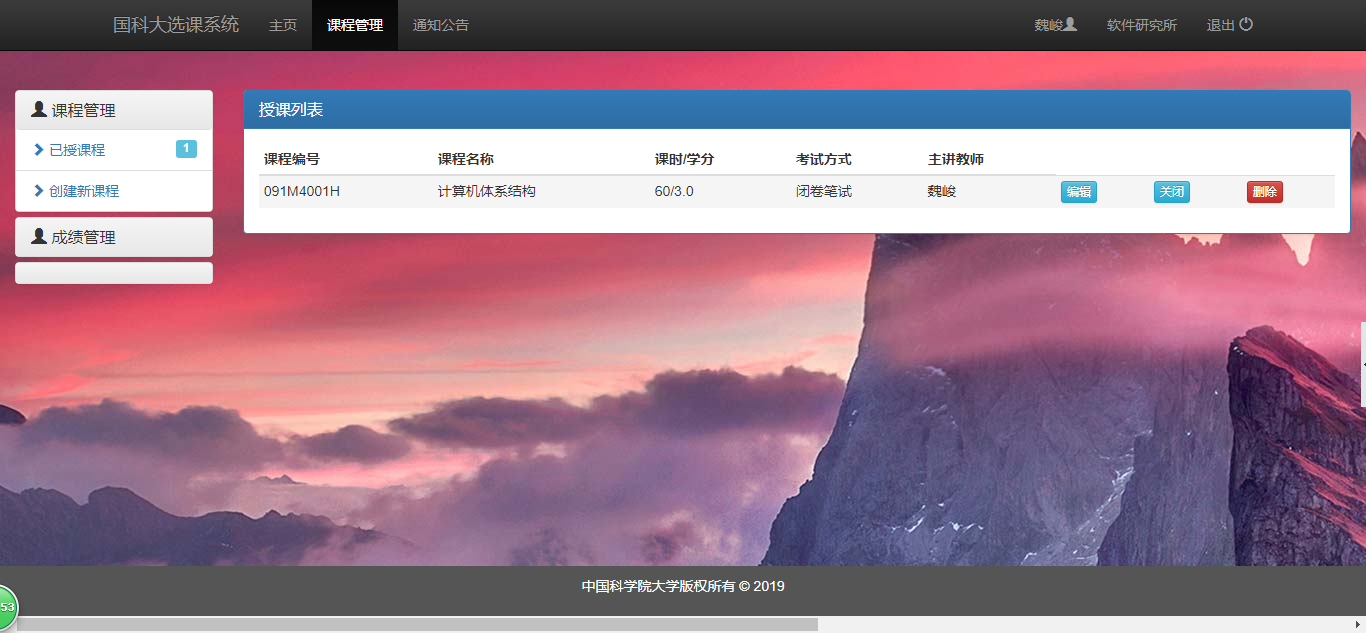 国科大选课系统 主页 课程管理 通知公告 魏峻 软件研究所 退出
课程管理
已授课程 1
创建新课程
成绩管理
授课列表
课程编号 课程名称 课时/学分 考试方式 主讲教师
091M4001H 计算机体系结构 60/3.0 闭卷笔试 魏峻 编辑 关闭 删除
中国科学院大学版权所有 © 2019
53